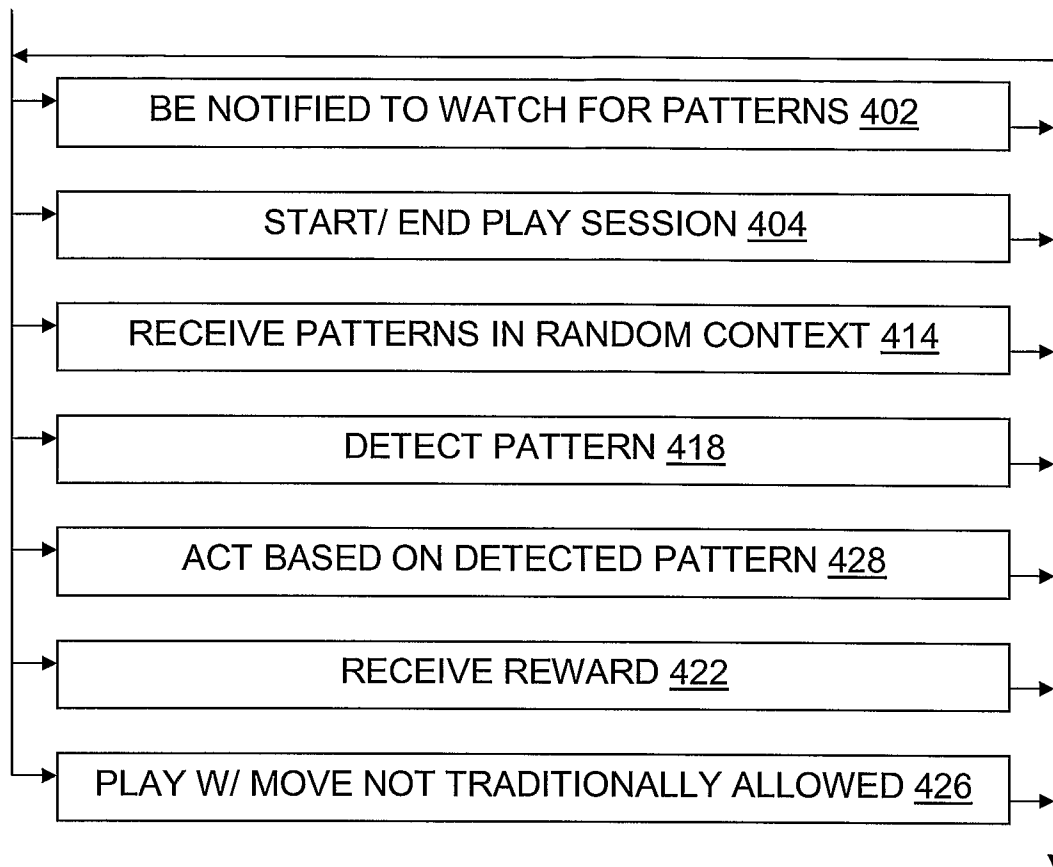 BE NOTIFIED TO WATCH FOR PATTERNS 402
START/ END PLAY SESSION 404
RECEIVE PATTERNS IN RANDOM CONTEXT 414
DETECT PATTERN 418
ACT BASED ON DETECTED PATTERN 428
RECEIVE REWARD 422
PLAY W/ MOVE NOT TRADITIONALLY ALLOWED 426